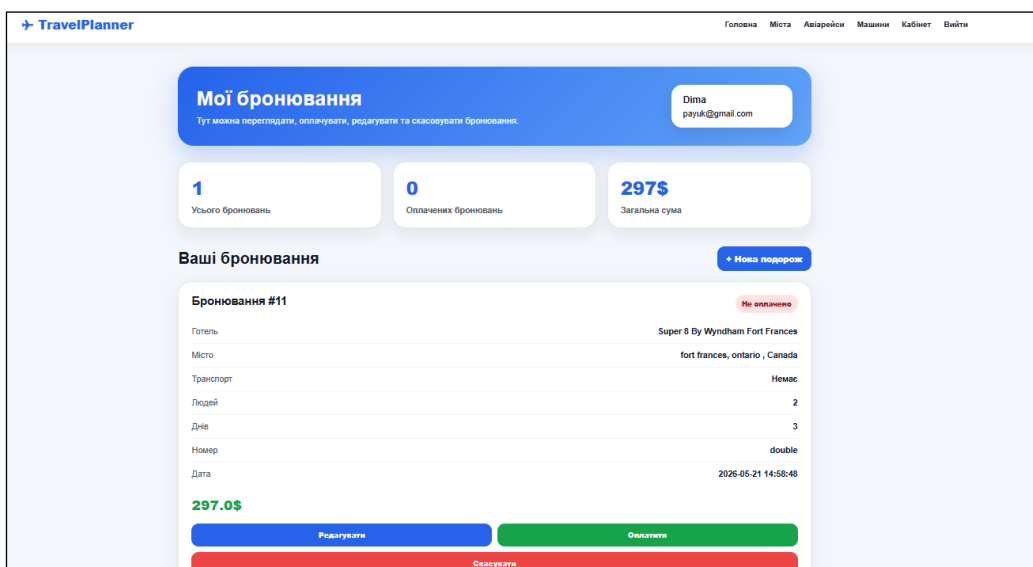 ✈ TravelPlanner
Головна Міста Авіарейси Машини Кабінет Вийти
Мої бронювання
Тут можна переглядати, оплачувати, редагувати та скасовувати бронювання.
Dima
payuk@gmail.com
1
Усього бронювань
0
Оплачених бронювань
297$
Загальна сума
Ваші бронювання
+ Нова подорож
Бронювання #11
Не оплачено
Готель Super 8 By Wyndham Fort Frances
Місто fort frances, ontario , Canada
Транспорт Немає
Людей 2
Днів 3
Номер double
Дата 2026-05-21 14:58:48
297.0$
Редагувати Оплатити
Скасувати